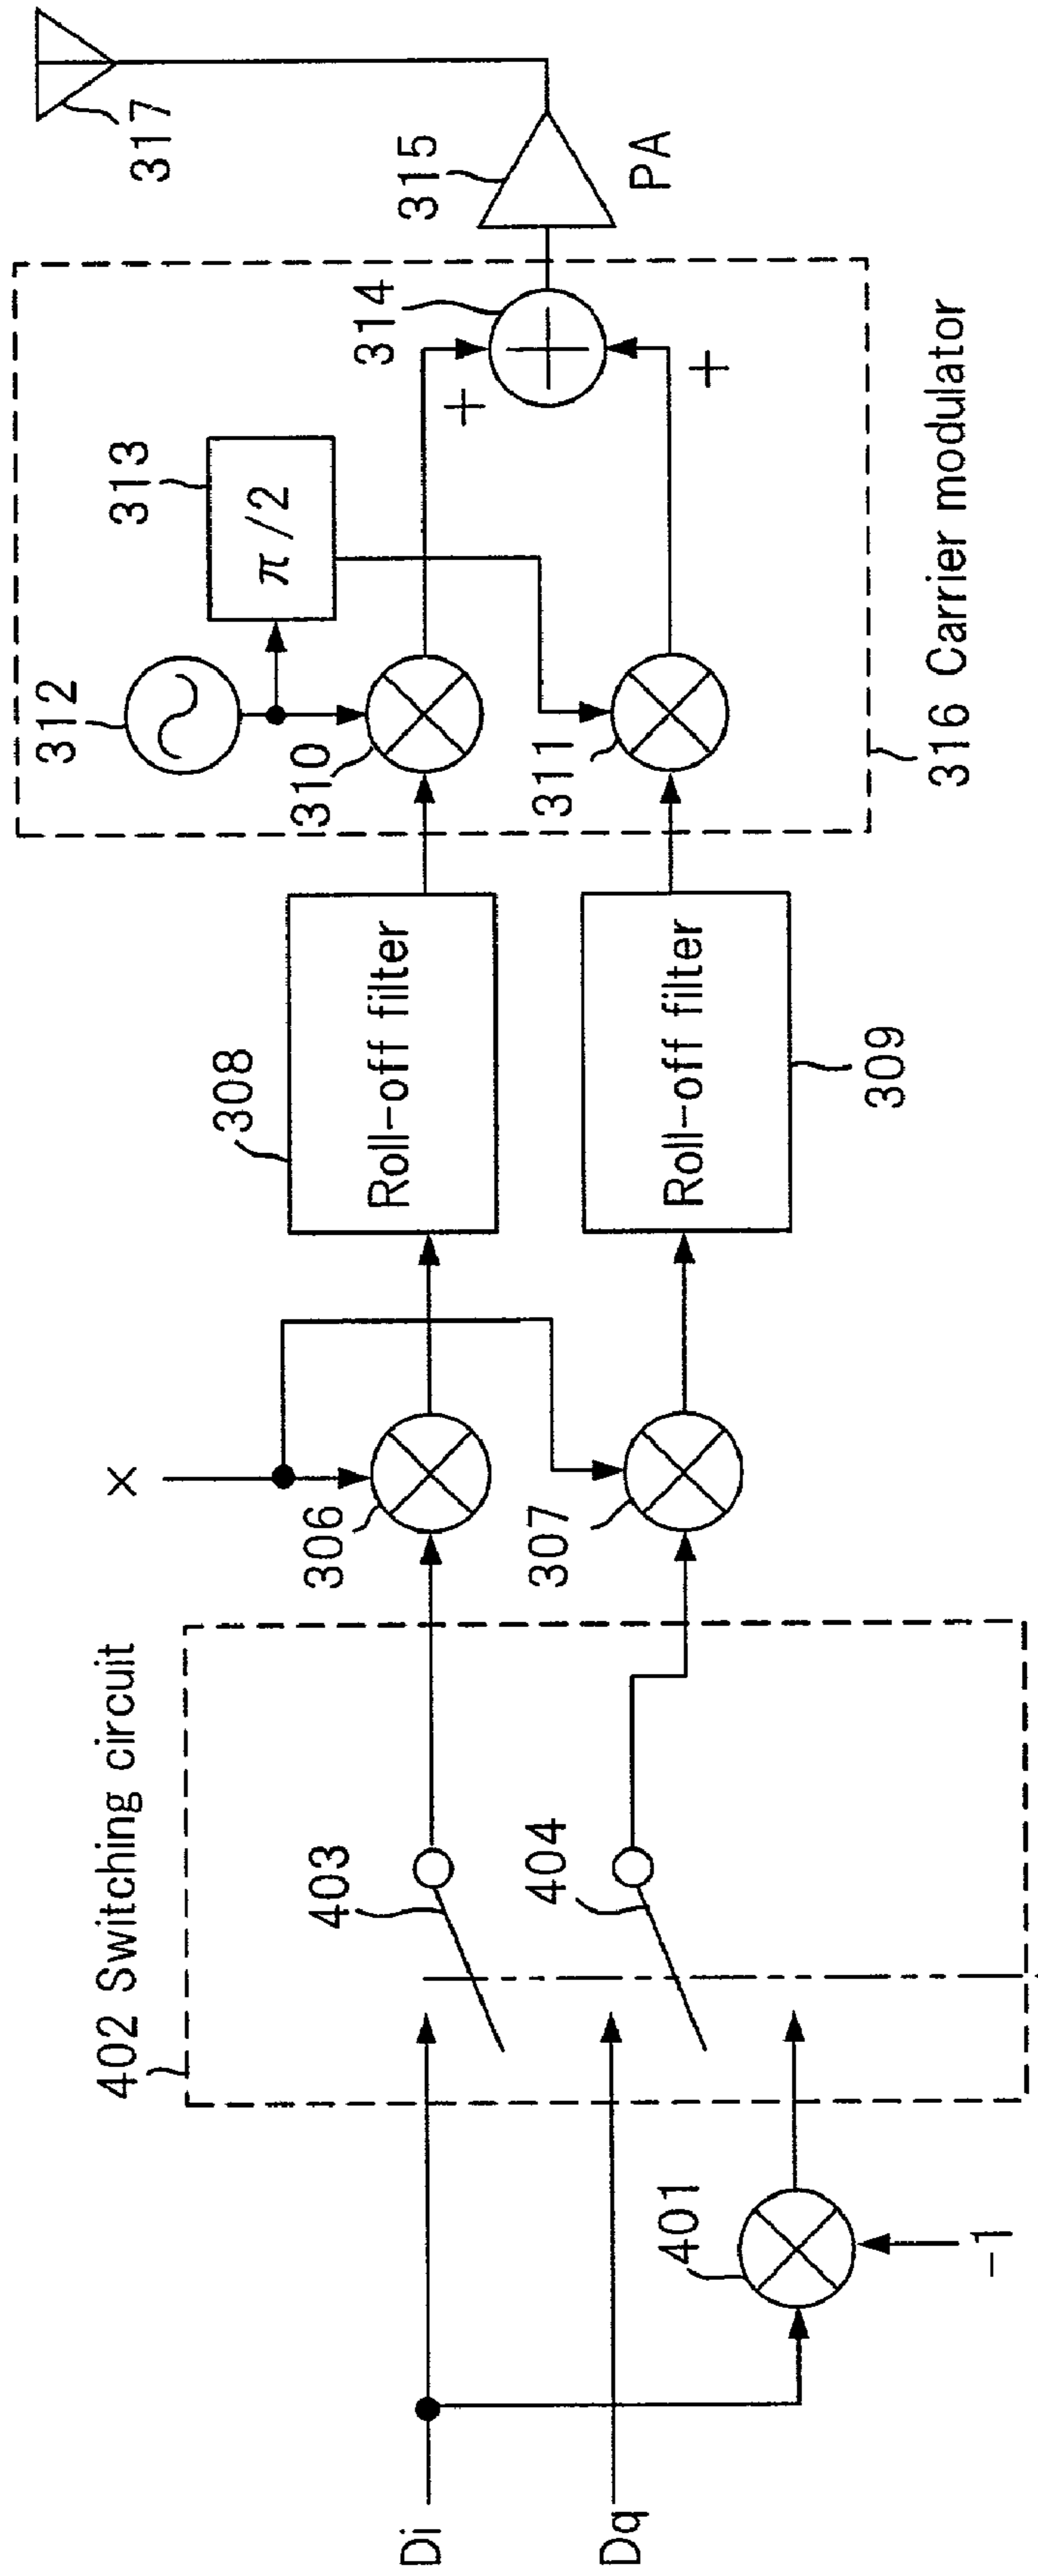 402 Switching circuit
Di
Dq
401
-1
403
404
×
306
307
308
Roll-off filter
Roll-off filter
309
312
313
π/2
310
311
314
+
+
316 Carrier modulator
315
PA
317